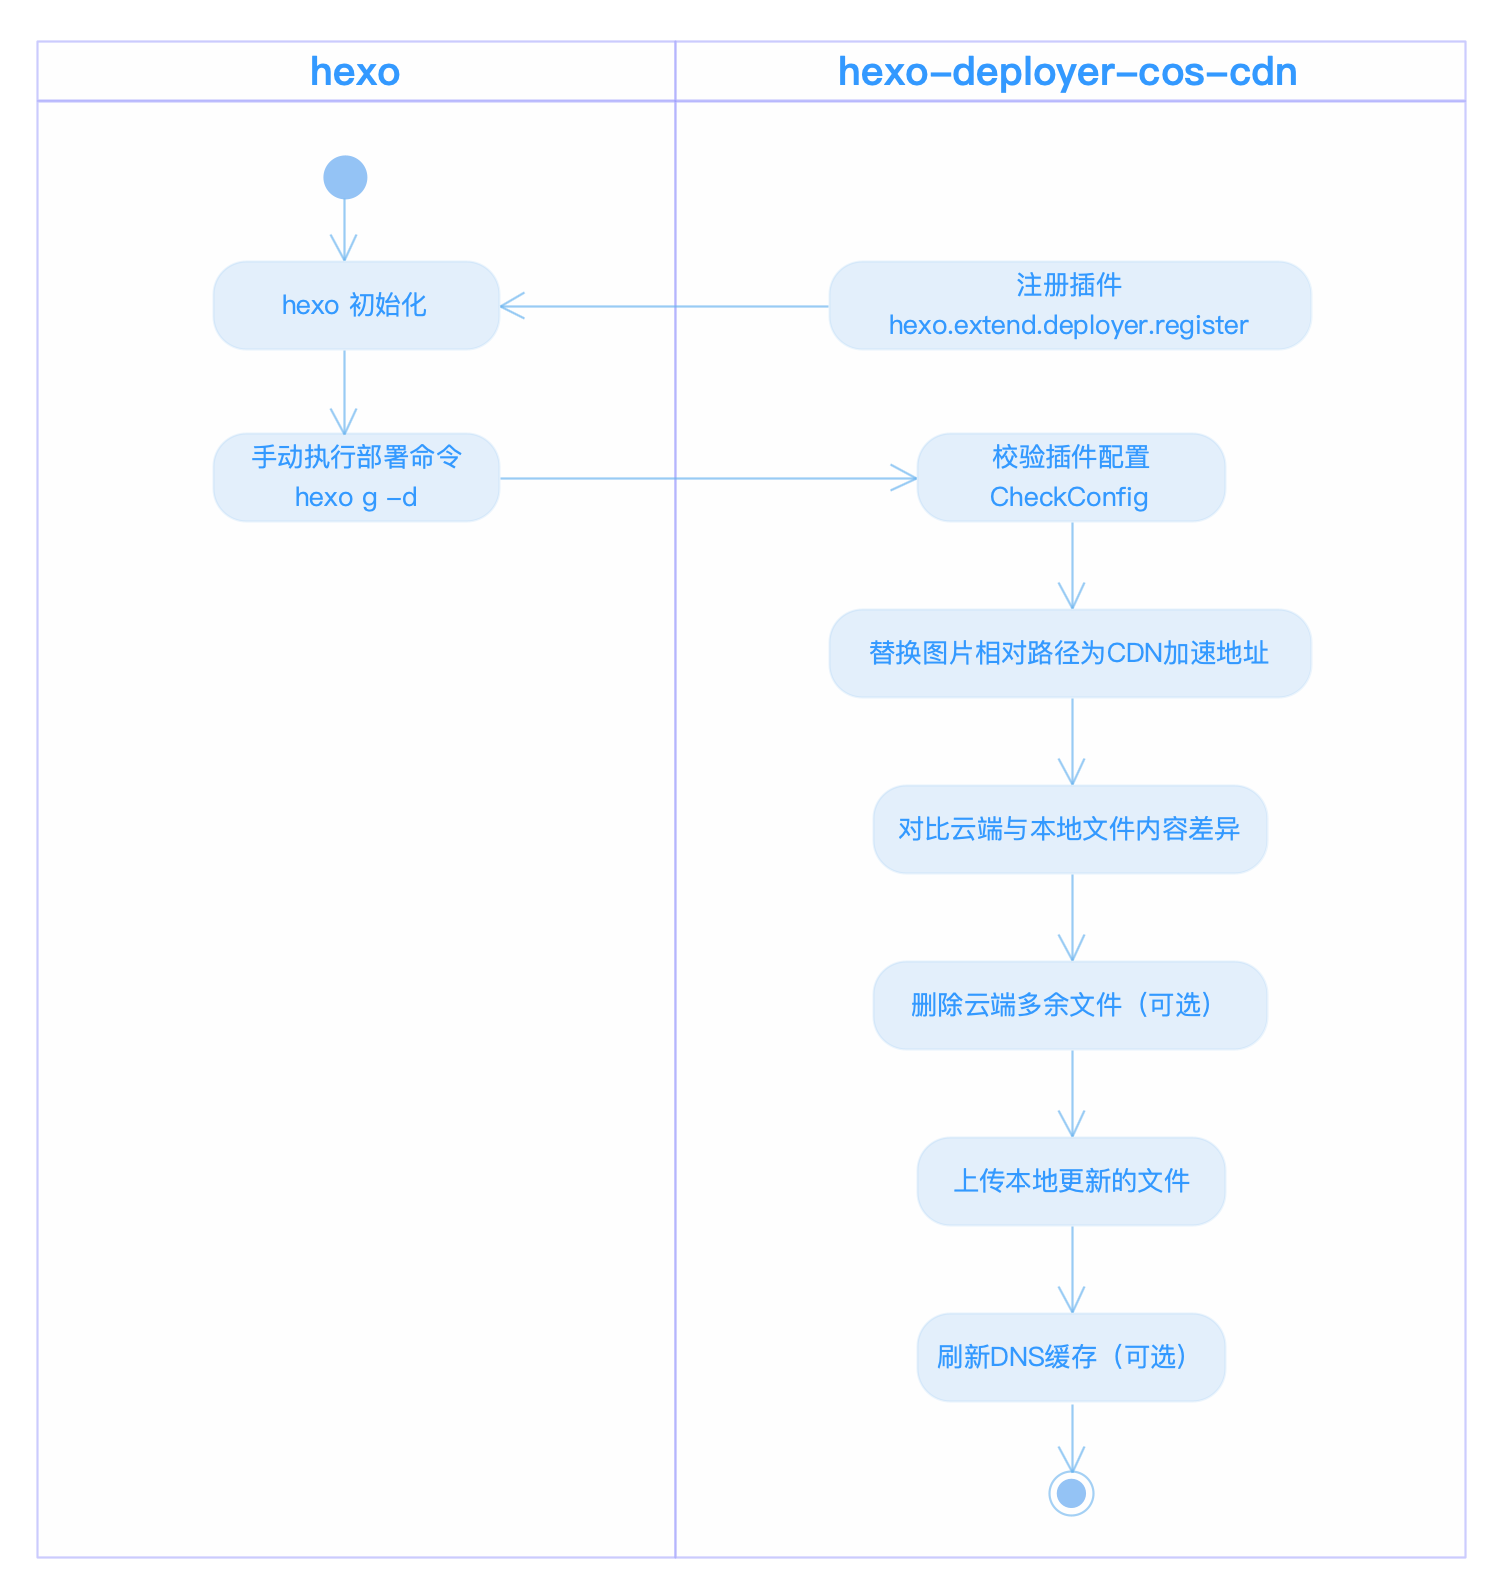 hexo
hexo-deployer-cos-cdn
hexo 初始化
注册插件
hexo.extend.deployer.register
手动执行部署命令
hexo g -d
校验插件配置
CheckConfig
替换图片相对路径为CDN加速地址
对比云端与本地文件内容差异
删除云端多余文件（可选）
上传本地更新的文件
刷新DNS缓存（可选）